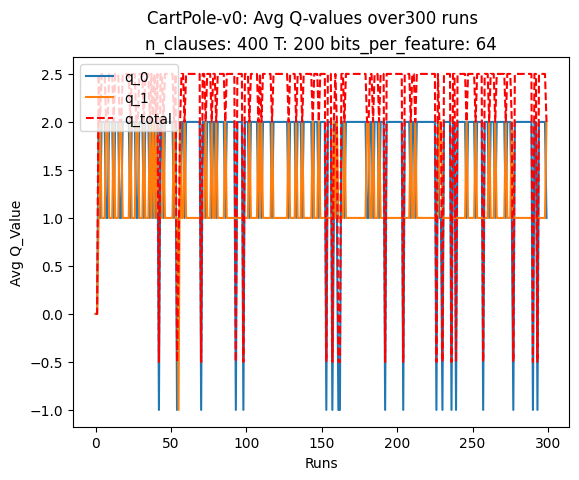 CartPole-v0: Avg Q-values over300 runs
n_clauses: 400 T: 200 bits_per_feature: 64
q_0
q_1
q_total
2.5
2.0
1.5
1.0
0.5
0.0
−0.5
−1.0
Avg Q_Value
0 50 100 150 200 250 300
Runs